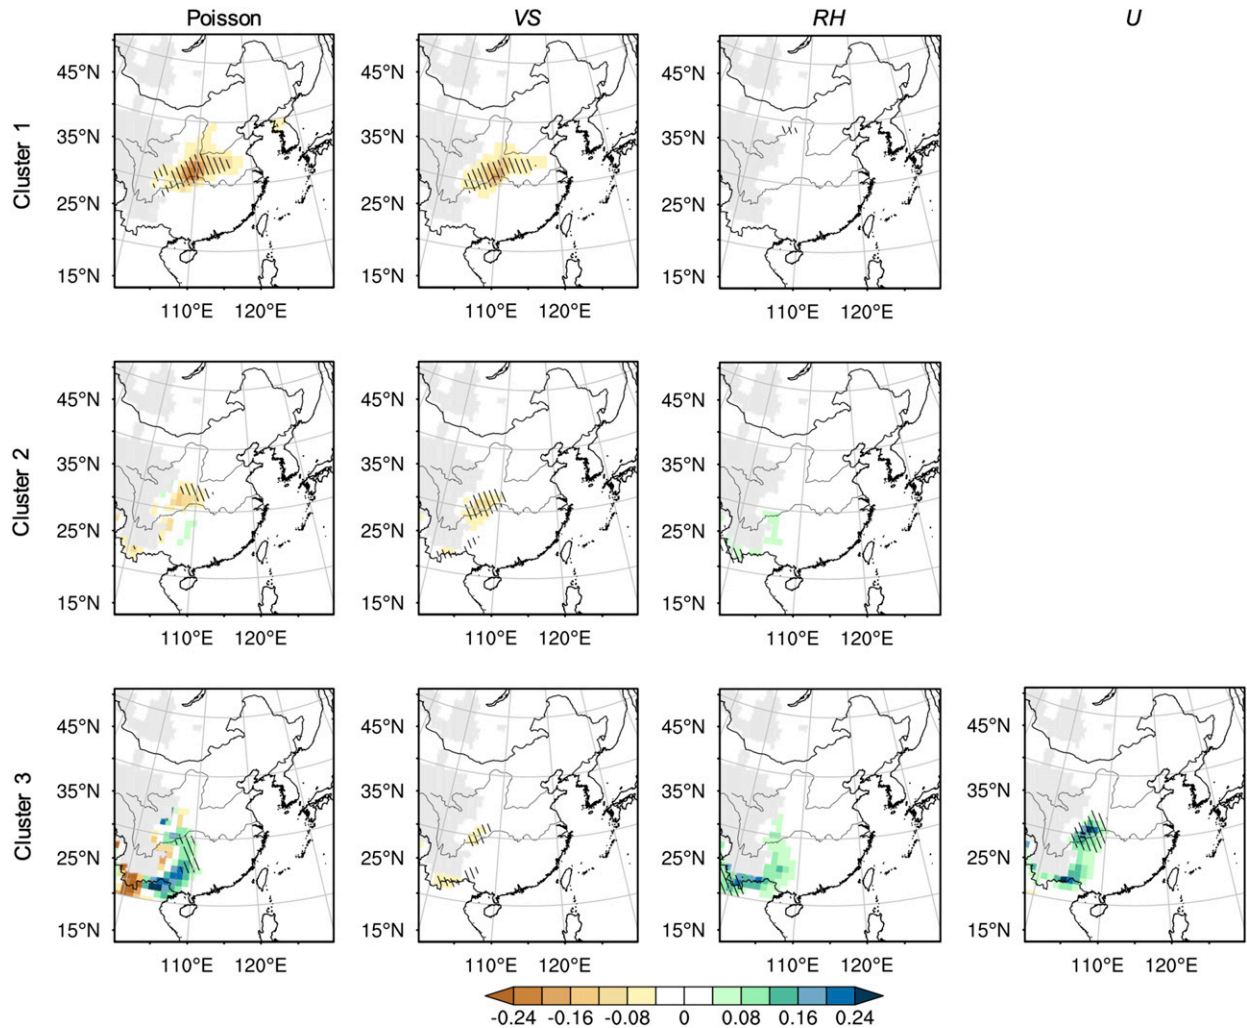 Poisson VS RH U
Cluster 1
45°N 45°N 45°N
35°N 35°N 35°N
25°N 25°N 25°N
15°N 15°N 15°N
110°E 120°E 110°E 120°E 110°E 120°E
Cluster 2
45°N 45°N 45°N
35°N 35°N 35°N
25°N 25°N 25°N
15°N 15°N 15°N
110°E 120°E 110°E 120°E 110°E 120°E
Cluster 3
45°N 45°N 45°N 45°N
35°N 35°N 35°N 35°N
25°N 25°N 25°N 25°N
15°N 15°N 15°N 15°N
110°E 120°E 110°E 120°E 110°E 120°E 110°E 120°E
-0.24 -0.16 -0.08 0 0.08 0.16 0.24